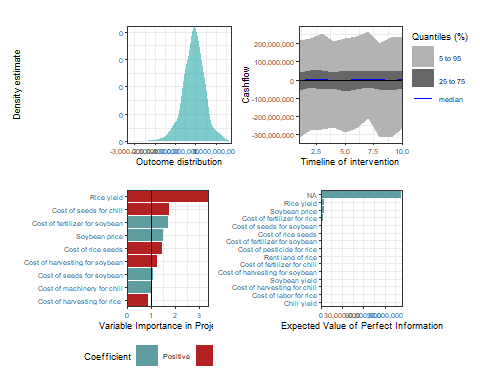 Density estimate
0
0
0
0
0
Outcome distribution
Cashflow
200,000,000
100,000,000
0
-100,000,000
-200,000,000
-300,000,000
2.5
5.0
7.5
10.0
Timeline of intervention
Quantiles (%)
5 to 95
25 to 75
median
Rice yield
Cost of seeds for chili
Cost of fertilizer for soybean
Soybean price
Cost of rice seeds
Cost of harvesting for soybean
Cost of seeds for soybean
Cost of machinery for chili
Cost of harvesting for rice
0
1
2
3
Variable Importance in Proje
Coefficient
Positive
NA
Rice yield
Soybean price
Cost of fertilizer for rice
Cost of seeds for soybean
Cost of rice seeds
Cost of fertilizer for soybean
Cost of pesticide for rice
Rent land of rice
Cost of fertilizer for chili
Cost of harvesting for soybean
Soybean yield
Cost of harvesting for chili
Cost of labor for rice
Chili yield
Expected Value of Perfect Information